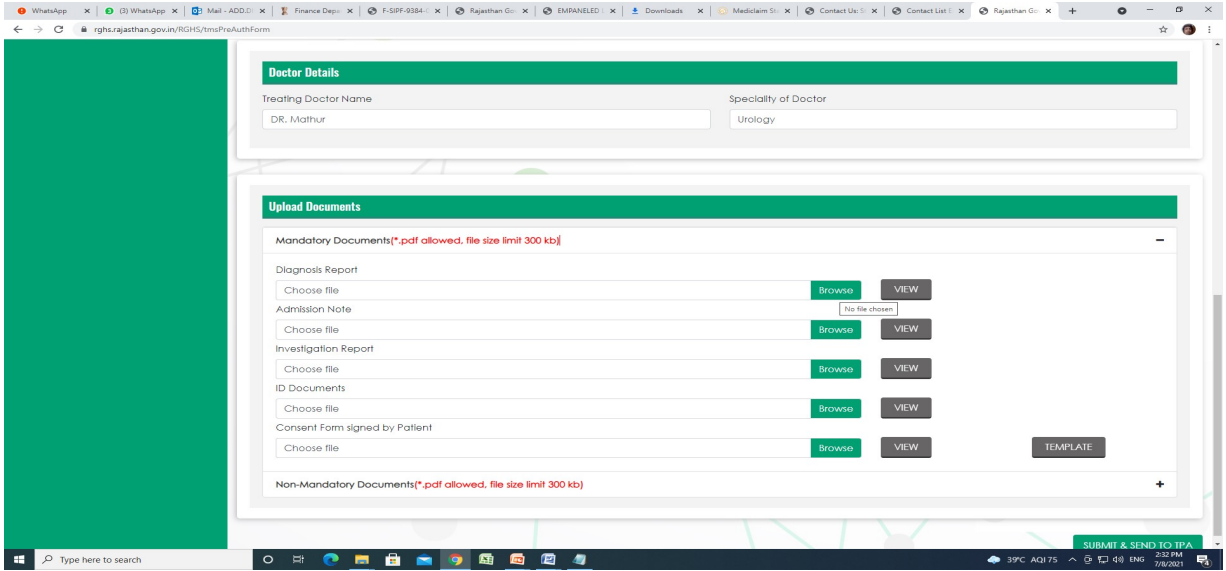 WhatsApp
(3) WhatsApp
Mail - ADD.D
Finance Depa
F-SIPF-9384-
Rajasthan Go
EMPANELED
Downloads
Mediclaim St
Contact Us: S
Contact List
Rajasthan Go
rghs.rajasthan.gov.in/RGHS/tmsPreAuthForm
Doctor Details
Treating Doctor Name
Speciality of Doctor
DR. Mathur
Urology
Upload Documents
Mandatory Documents(*.pdf allowed, file size limit 300 kb)
Diagnosis Report
Choose file
Browse
VIEW
No file chosen
Admission Note
Choose file
Browse
VIEW
Investigation Report
Choose file
Browse
VIEW
ID Documents
Choose file
Browse
VIEW
Consent Form signed by Patient
Choose file
Browse
VIEW
TEMPLATE
Non-Mandatory Documents(*.pdf allowed, file size limit 300 kb)
SUBMIT & SEND TO TPA
Type here to search
39°C AQI 75
ENG
2:32 PM
7/8/2021